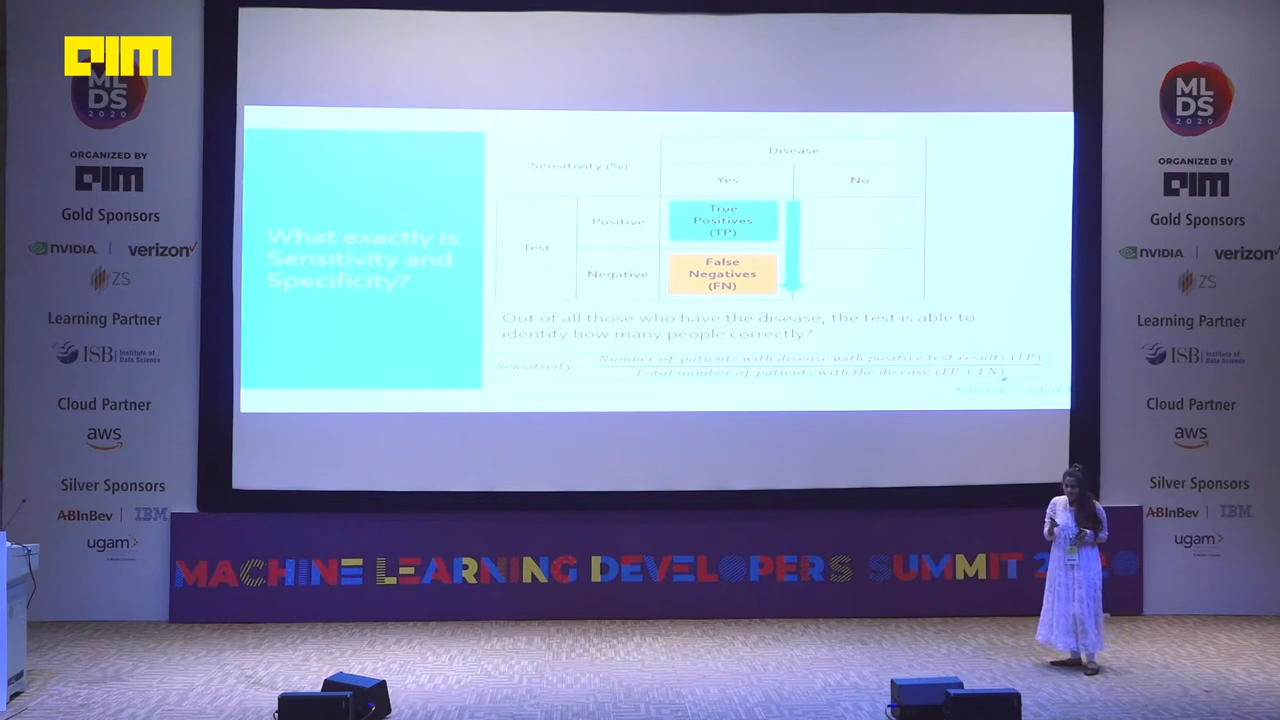 AIM
ML
DS
2020
ORGANIZED BY
AIM
Gold Sponsors
NVIDIA
verizon✓
ZS
Learning Partner
ISB
Institute of
Data Science
Cloud Partner
aws
Silver Sponsors
ABInBev
IBM
ugam
What exactly is
Sensitivity and
Specificity?
Sensitivity (%)
Disease
Yes
No
Test
Positive
True
Positives
(TP)
Negative
False
Negatives
(FN)
Out of all those who have the disease, the test is able to
identify how many people correctly?
Sensitivity
Number of patients with disease with positive test results (TP)
Total number of patients with the disease (TP + FN)
MACHINE LEARNING DEVELOPERS SUMMIT 2020
ML
DS
2020
ORGANIZED BY
AIM
Gold Sponsors
NVIDIA
verizon
ZS
Learning Partner
ISB
Institute of
Data Science
Cloud Partner
aws
Silver Sponsors
ABInBev
IBM
ugam